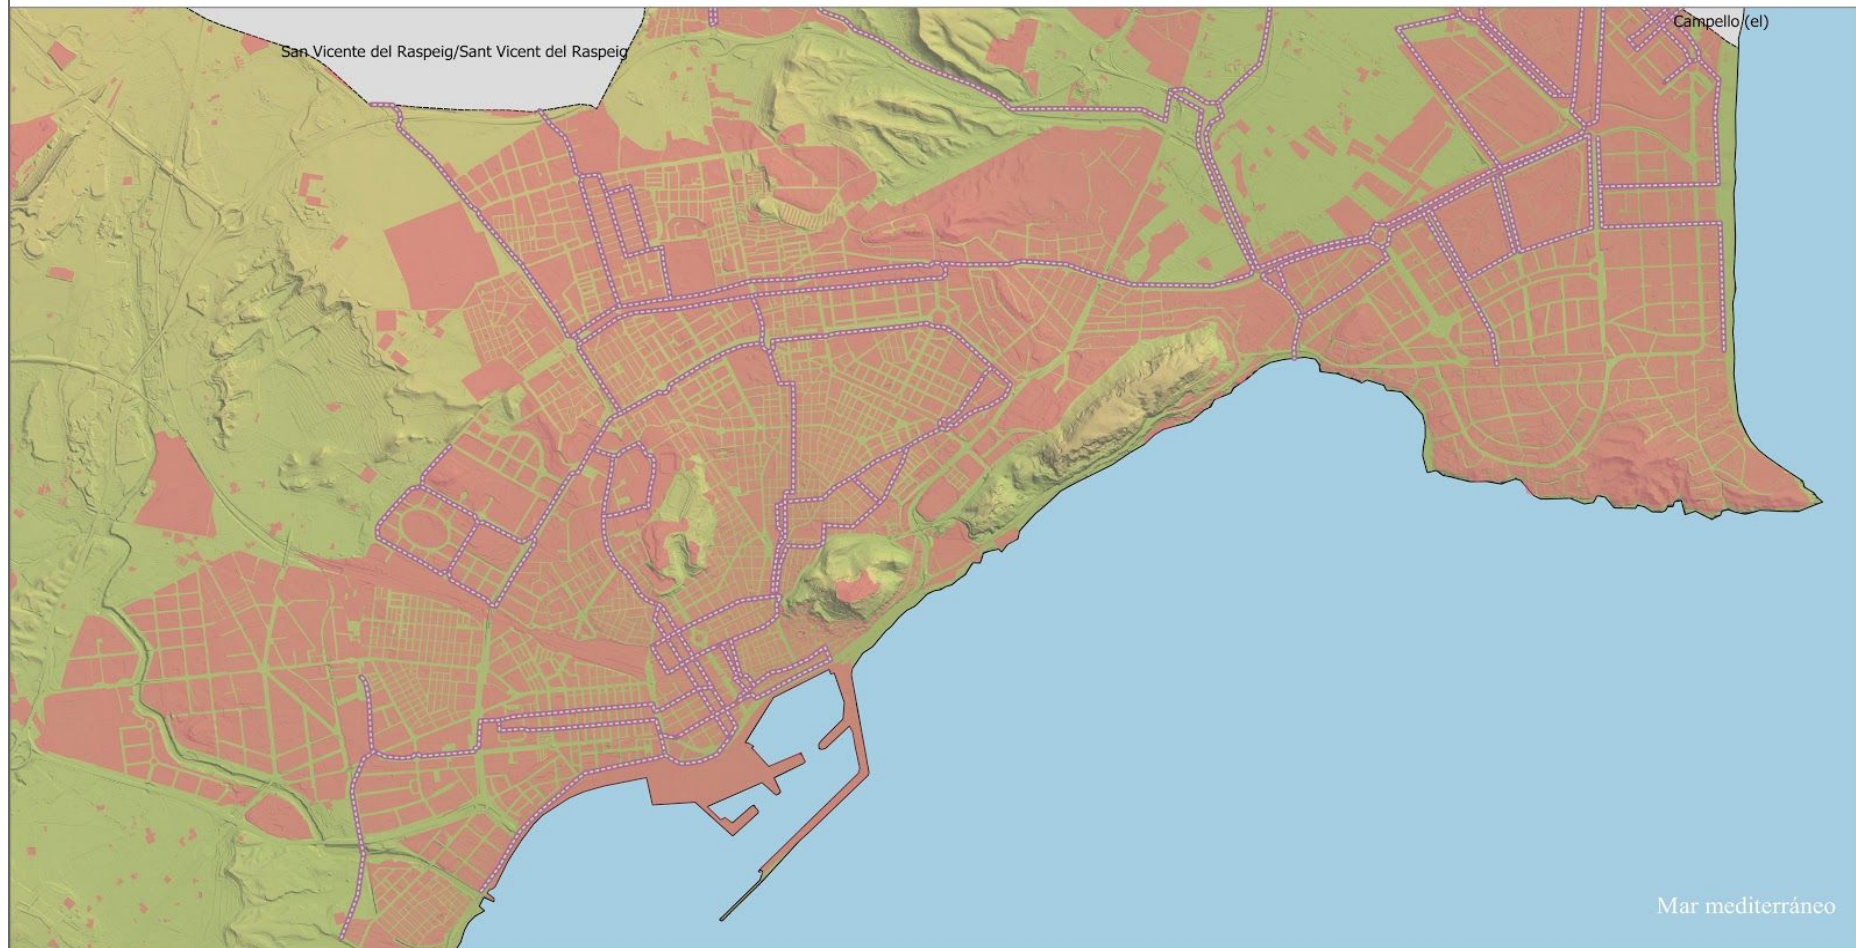 Campello (el)
San Vicente del Raspeig/Sant Vicent del Raspeig
Mar mediterráneo